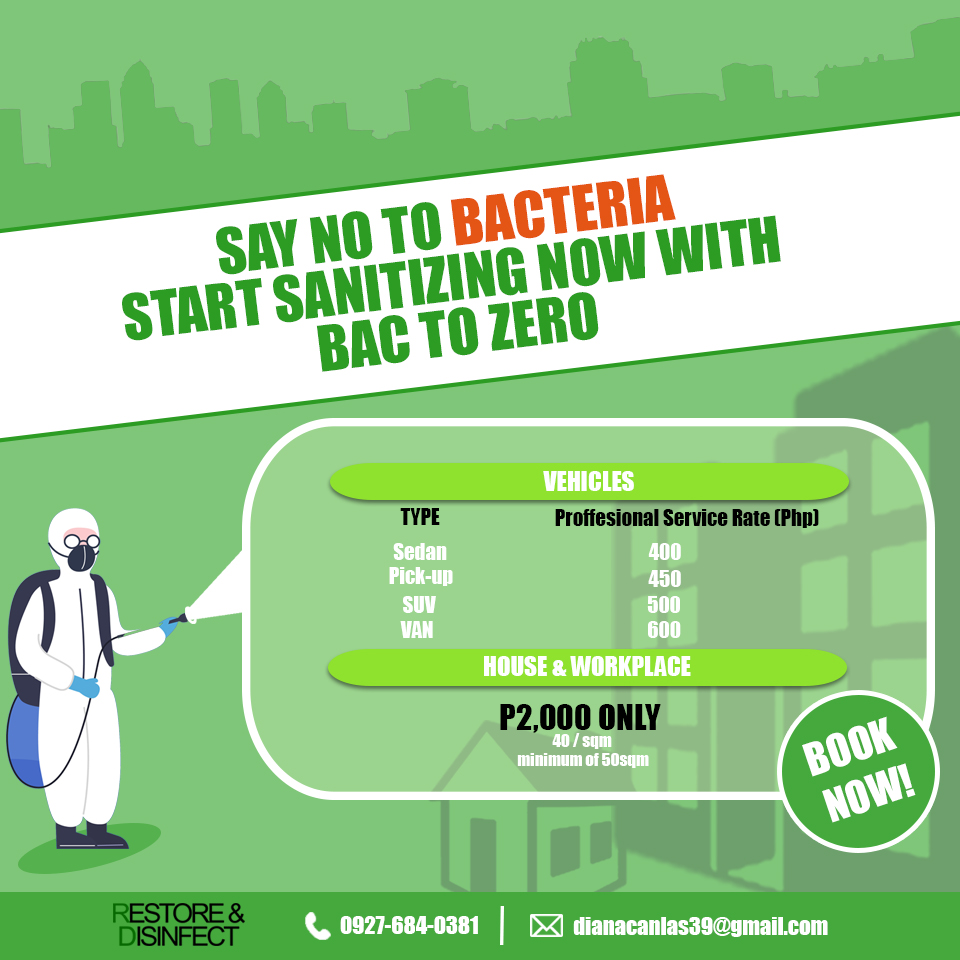 SAY NO TO BACTERIA
START SANITIZING NOW WITH
BAC TO ZERO
VEHICLES
TYPE Proffesional Service Rate (Php)
Sedan 400
Pick-up 450
SUV 500
VAN 600
HOUSE & WORKPLACE
P2,000 ONLY
40 / sqm
minimum of 50sqm
BOOK
NOW!
RESTORE &
DISINFECT
0927-684-0381 | dianacanlas39@gmail.com